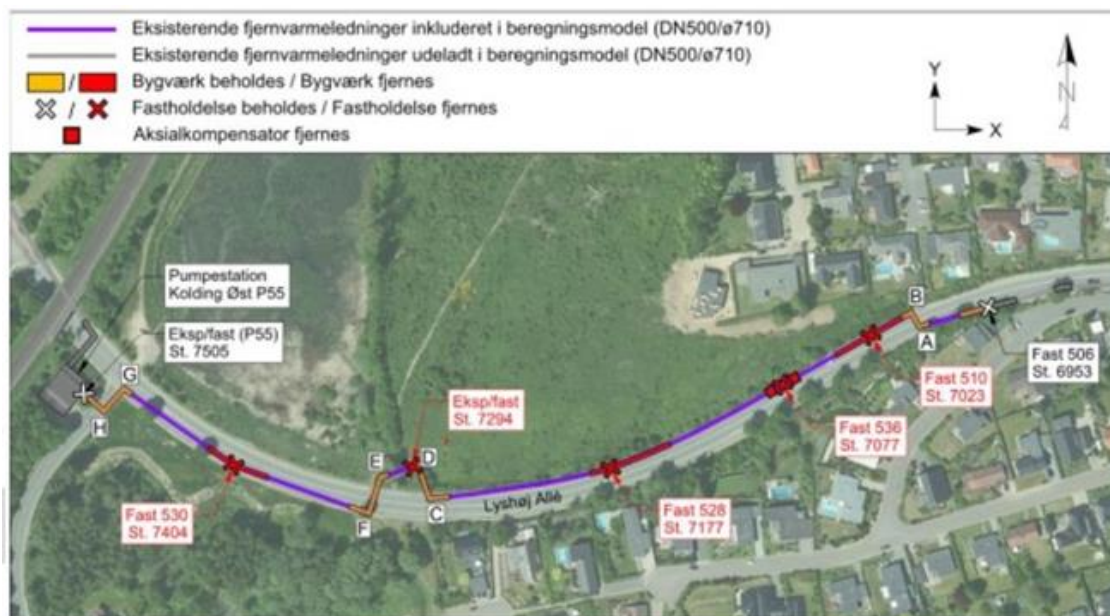 Eksisterende fjernvarmeledninger inkluderet i beregningsmodel (DN500/ø710)
Eksisterende fjernvarmeledninger udeladt i beregningsmodel (DN500/ø710)
/ Bygværk beholdes / Bygværk fjernes
/ Fastholdelse beholdes / Fastholdelse fjernes
Aksialkompensator fjernes
Y
X
N
Pumpestation
Kolding Øst P55
Eksp/fast (P55)
St. 7505
G
H
Fast 530
St. 7404
E
F
Eksp/fast
St. 7294
D
C
Lyshøj Allé
Fast 528
St. 7177
Fast 536
St. 7077
Fast 510
St. 7023
B
A
Fast 506
St. 6953